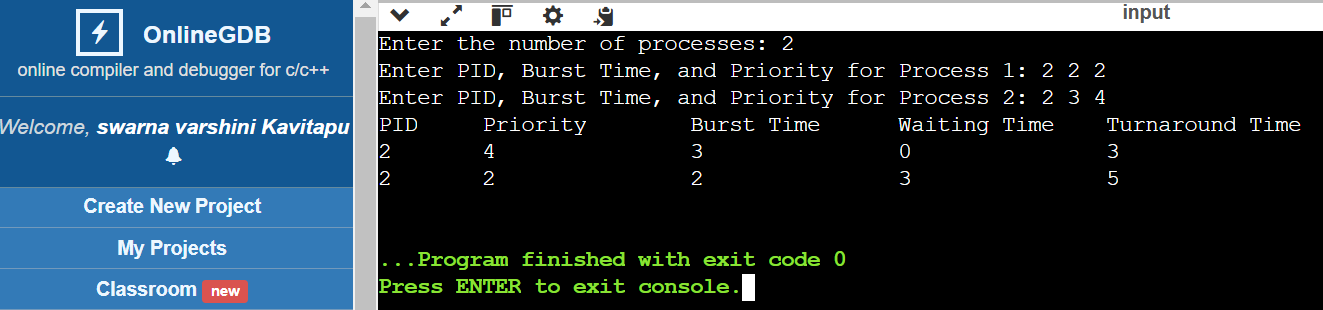 OnlineGDB
online compiler and debugger for c/c++
Welcome, swarna varshini Kavitapu
Create New Project
My Projects
Classroom new
input
Enter the number of processes: 2
Enter PID, Burst Time, and Priority for Process 1: 2 2 2
Enter PID, Burst Time, and Priority for Process 2: 2 3 4
PID Priority Burst Time Waiting Time Turnaround Time
2 4 3 0 3
2 2 2 3 5
...Program finished with exit code 0
Press ENTER to exit console.